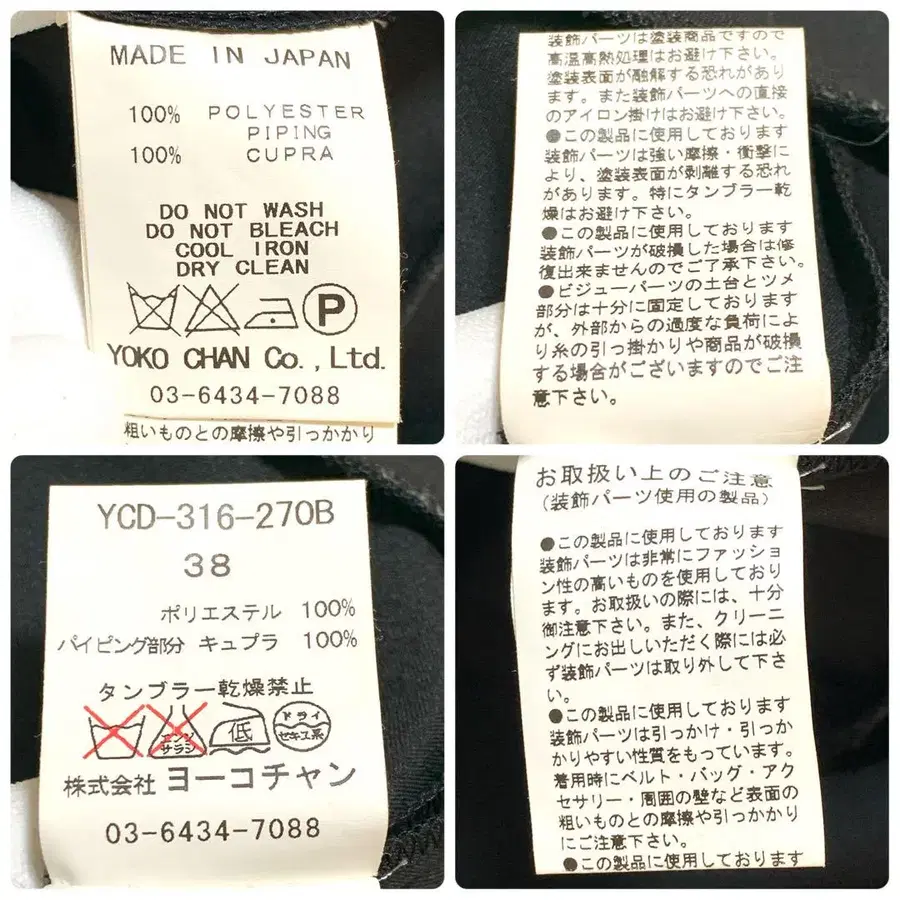 MADE IN JAPAN
100% POLYESTER
PIPING
100% CUPRA
DO NOT WASH
DO NOT BLEACH
COOL IRON
DRY CLEAN
P
YOKO CHAN Co., Ltd.
03-6434-7088
粗いものとの摩擦や引っかかり
装飾パーツは塗装商品ですので
高温高熱処理はお避け下さい。
塗装表面が融解する恐れがあり
ます。また装飾パーツへの直接
のアイロン掛けはお避け下さい。
●この製品に使用しております
装飾パーツは強い摩擦・衝撃に
より、塗装表面が剥離する恐れ
があります。特にタンブラー乾
燥はお避け下さい。
●この製品に使用しております
装飾パーツが破損した場合は修
復出来ませんのでご了承下さい。
●ビジューパーツの土台とツメ
部分は十分に固定しております
が、外部からの過度な負荷によ
り糸の引っ掛かりや商品が破損
する場合がございますのでご注
意下さい。
YCD-316-270B
38
ポリエステル 100%
パイピング部分 キュプラ 100%
タンブラー乾燥禁止
エンソ
サラシ
低
ドライ
セキユ系
株式会社 ヨーコチャン
03-6434-7088
お取扱い上のご注意
(装飾パーツ使用の製品)
●この製品に使用しております
装飾パーツは非常にファッショ
ン性の高いものを使用しており
ます。お取扱いの際には、十分
御注意下さい。また、クリーニ
ングにお出しいただく際には必
ず装飾パーツは取り外して下さ
い。
●この製品に使用しております
装飾パーツは引っかけ・引っか
かりやすい性質をもっています。
着用時にベルト・バッグ・アク
セサリー・周囲の壁など表面の
粗いものとの摩擦や引っかかり
にご注意下さい。
●この製品に使用しております